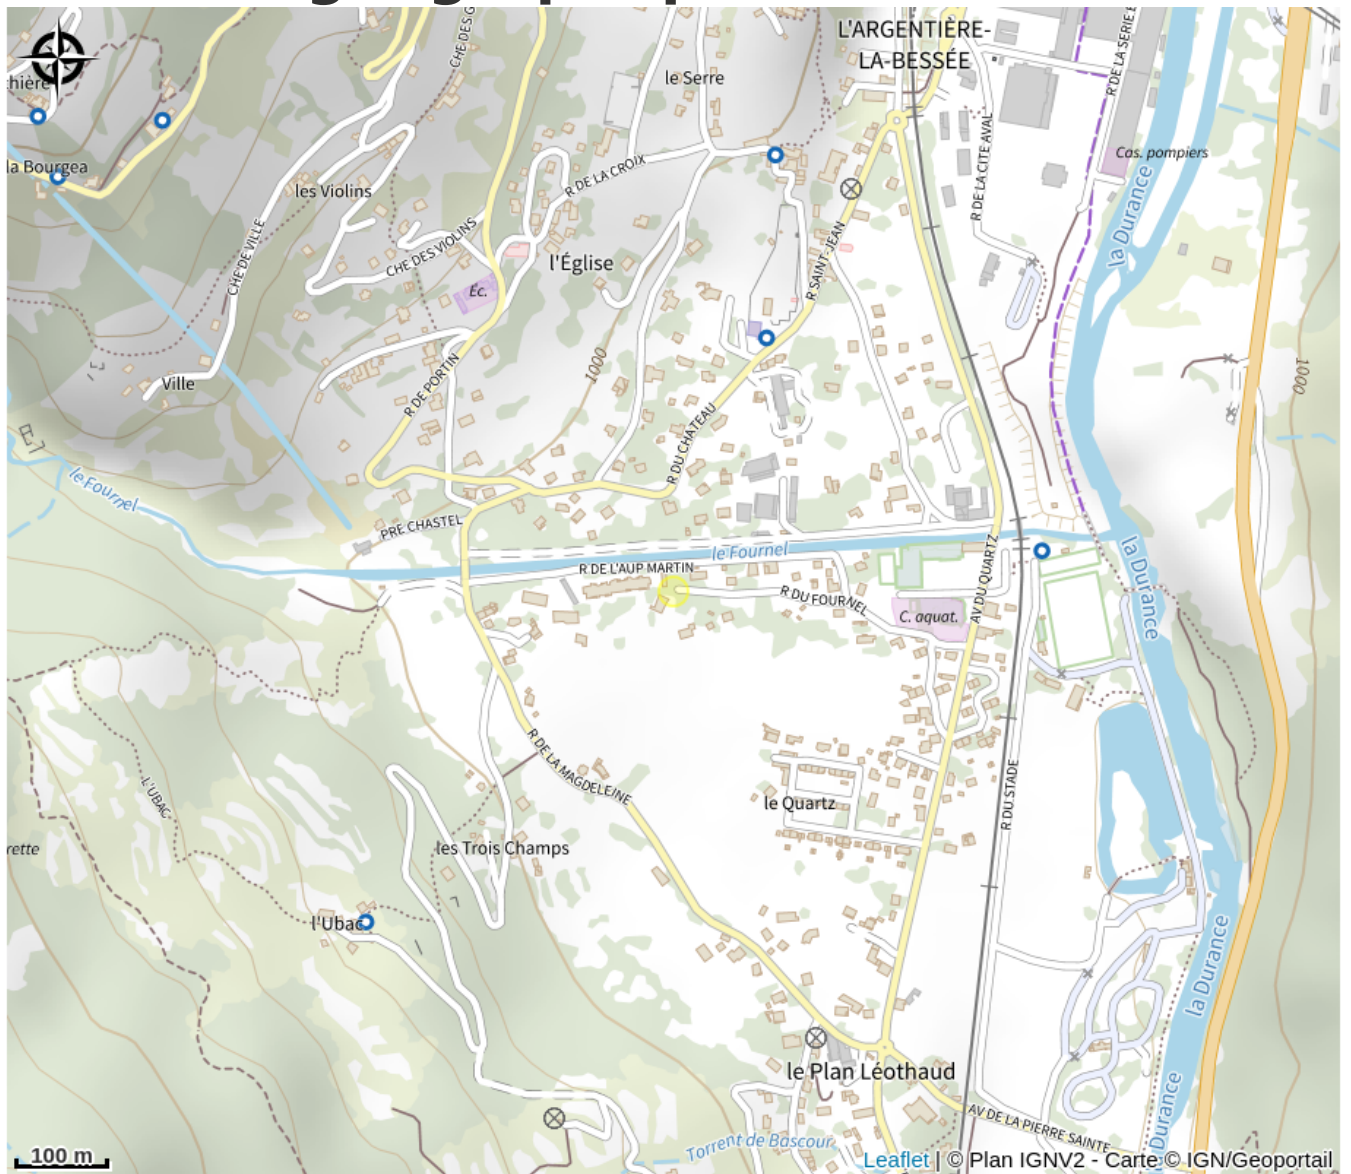 L'ARGENTIÈRE-
LA-BESSÉE
le Serre
CHE DES G
R DE LA SERIE E
hière
la Bourgea
les Violins
R DE LA CROIX
R DE LA CITE AVAL
Cas. pompiers
la Durance
CHE DE VILLE
CHE DES VIOLINS
l'Église
R SAINT-JEAN
Éc.
Ville
R DE PORTIN
1000
1000
R DU CHATEAU
le Fournel
PRE CHASTEL
le Fournel
R DE L'AUP MARTIN
R DU FOURNEL
C. aquat.
AV DU QUARTZ
la Durance
R DE LA MAGDELEINE
L'UBAC
le Quartz
R DU STADE
rette
les Trois Champs
l'Ubac
la Durance
le Plan Léothaud
AV DE LA PIERRE SAINTE
Torrent de Bascour
Durance
100 m
Leaflet | © Plan IGNV2 - Carte © IGN/Geoportail